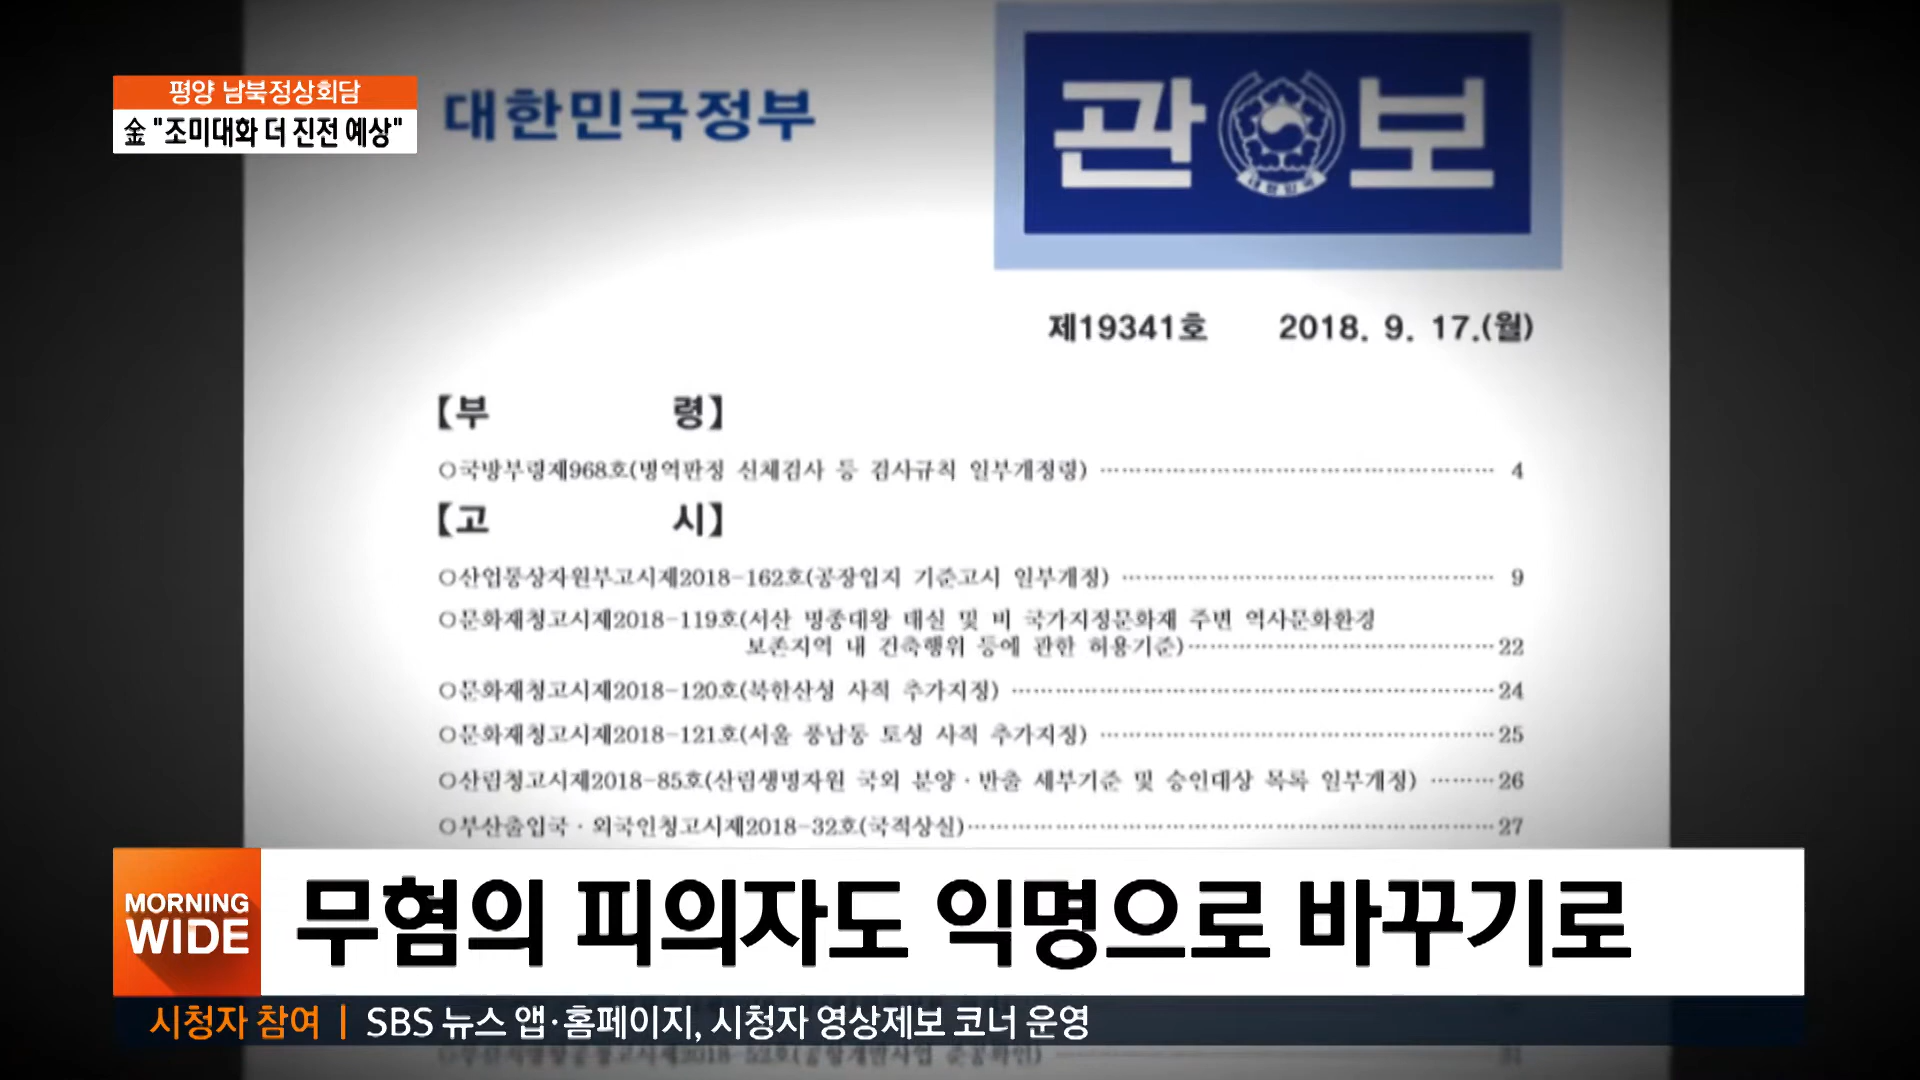 평양 남북정상회담
金 "조미대화 더 진전 예상"
대한민국정부
관보
대한민국
제19341호 2018. 9. 17.(월)
【부 령】
○국방부령제968호(병역판정 신체검사 등 검사규칙 일부개정령) 4
【고 시】
○산업통상자원부고시제2018-162호(공장입지 기준고시 일부개정) 9
○문화재청고시제2018-119호(서산 명종대왕 태실 및 비 국가지정문화재 주변 역사문화환경
보존지역 내 건축행위 등에 관한 허용기준) 22
○문화재청고시제2018-120호(북한산성 사적 추가지정) 24
○문화재청고시제2018-121호(서울 풍납동 토성 사적 추가지정) 25
○산림청고시제2018-85호(산림생명자원 국외 분양·반출 세부기준 및 승인대상 목록 일부개정) 26
○부산출입국·외국인청고시제2018-32호(국적상실) 27
MORNING
WIDE
무혐의 피의자도 익명으로 바꾸기로
시청자 참여 | SBS 뉴스 앱·홈페이지, 시청자 영상제보 코너 운영